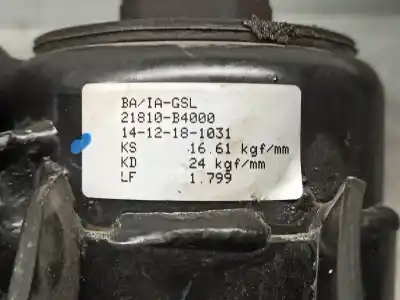 BA/IA-GSL
21810-B4000
14-12-18-1031
KS 16.61 kgf/mm
KD 24 kgf/mm
LF 1.799